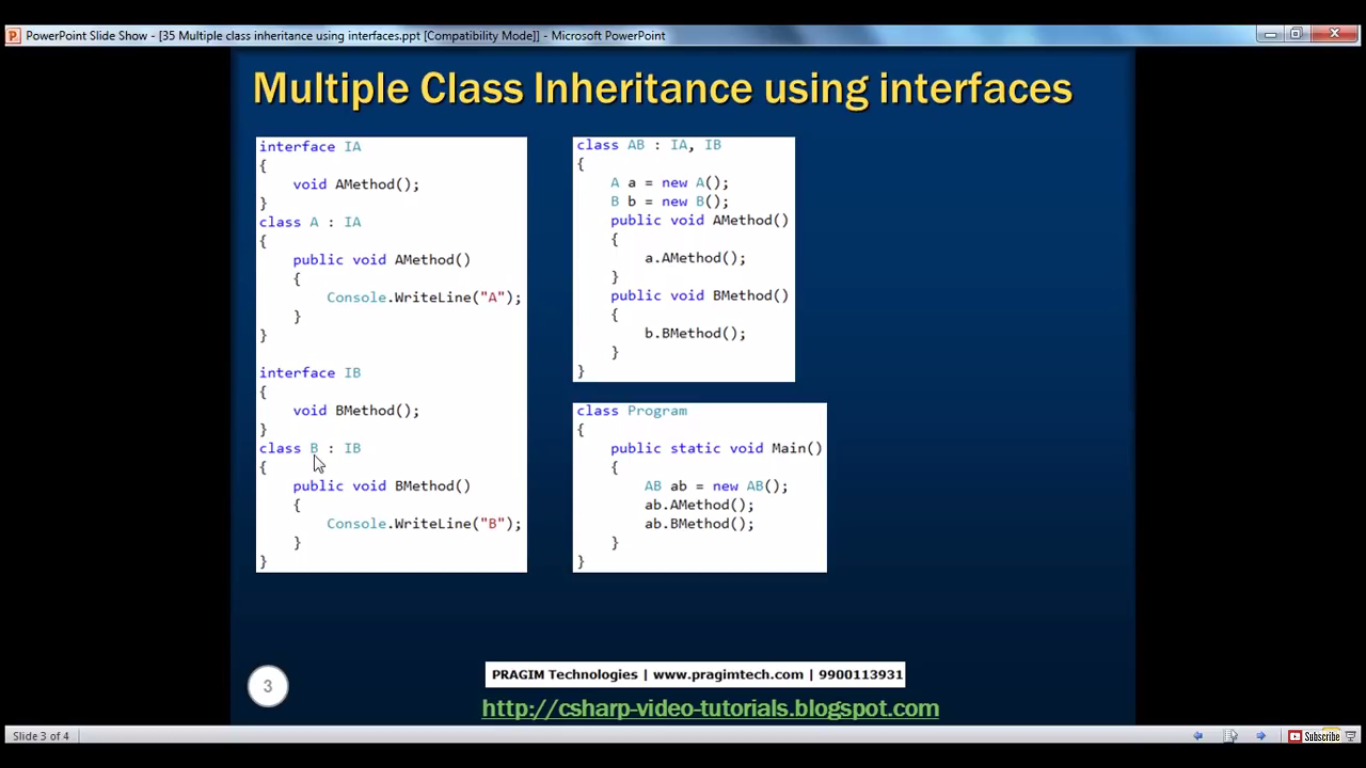 PowerPoint Slide Show - [35 Multiple class inheritance using interfaces.ppt [Compatibility Mode]] - Microsoft PowerPoint
Multiple Class Inheritance using interfaces
interface IA
{
    void AMethod();
}
class A : IA
{
    public void AMethod()
    {
        Console.WriteLine("A");
    }
}

interface IB
{
    void BMethod();
}
class B : IB
{
    public void BMethod()
    {
        Console.WriteLine("B");
    }
}
class AB : IA, IB
{
    A a = new A();
    B b = new B();
    public void AMethod()
    {
        a.AMethod();
    }
    public void BMethod()
    {
        b.BMethod();
    }
}
class Program
{
    public static void Main()
    {
        AB ab = new AB();
        ab.AMethod();
        ab.BMethod();
    }
}
3
PRAGIM Technologies | www.pragimtech.com | 9900113931
http://csharp-video-tutorials.blogspot.com
Slide 3 of 4
Subscribe